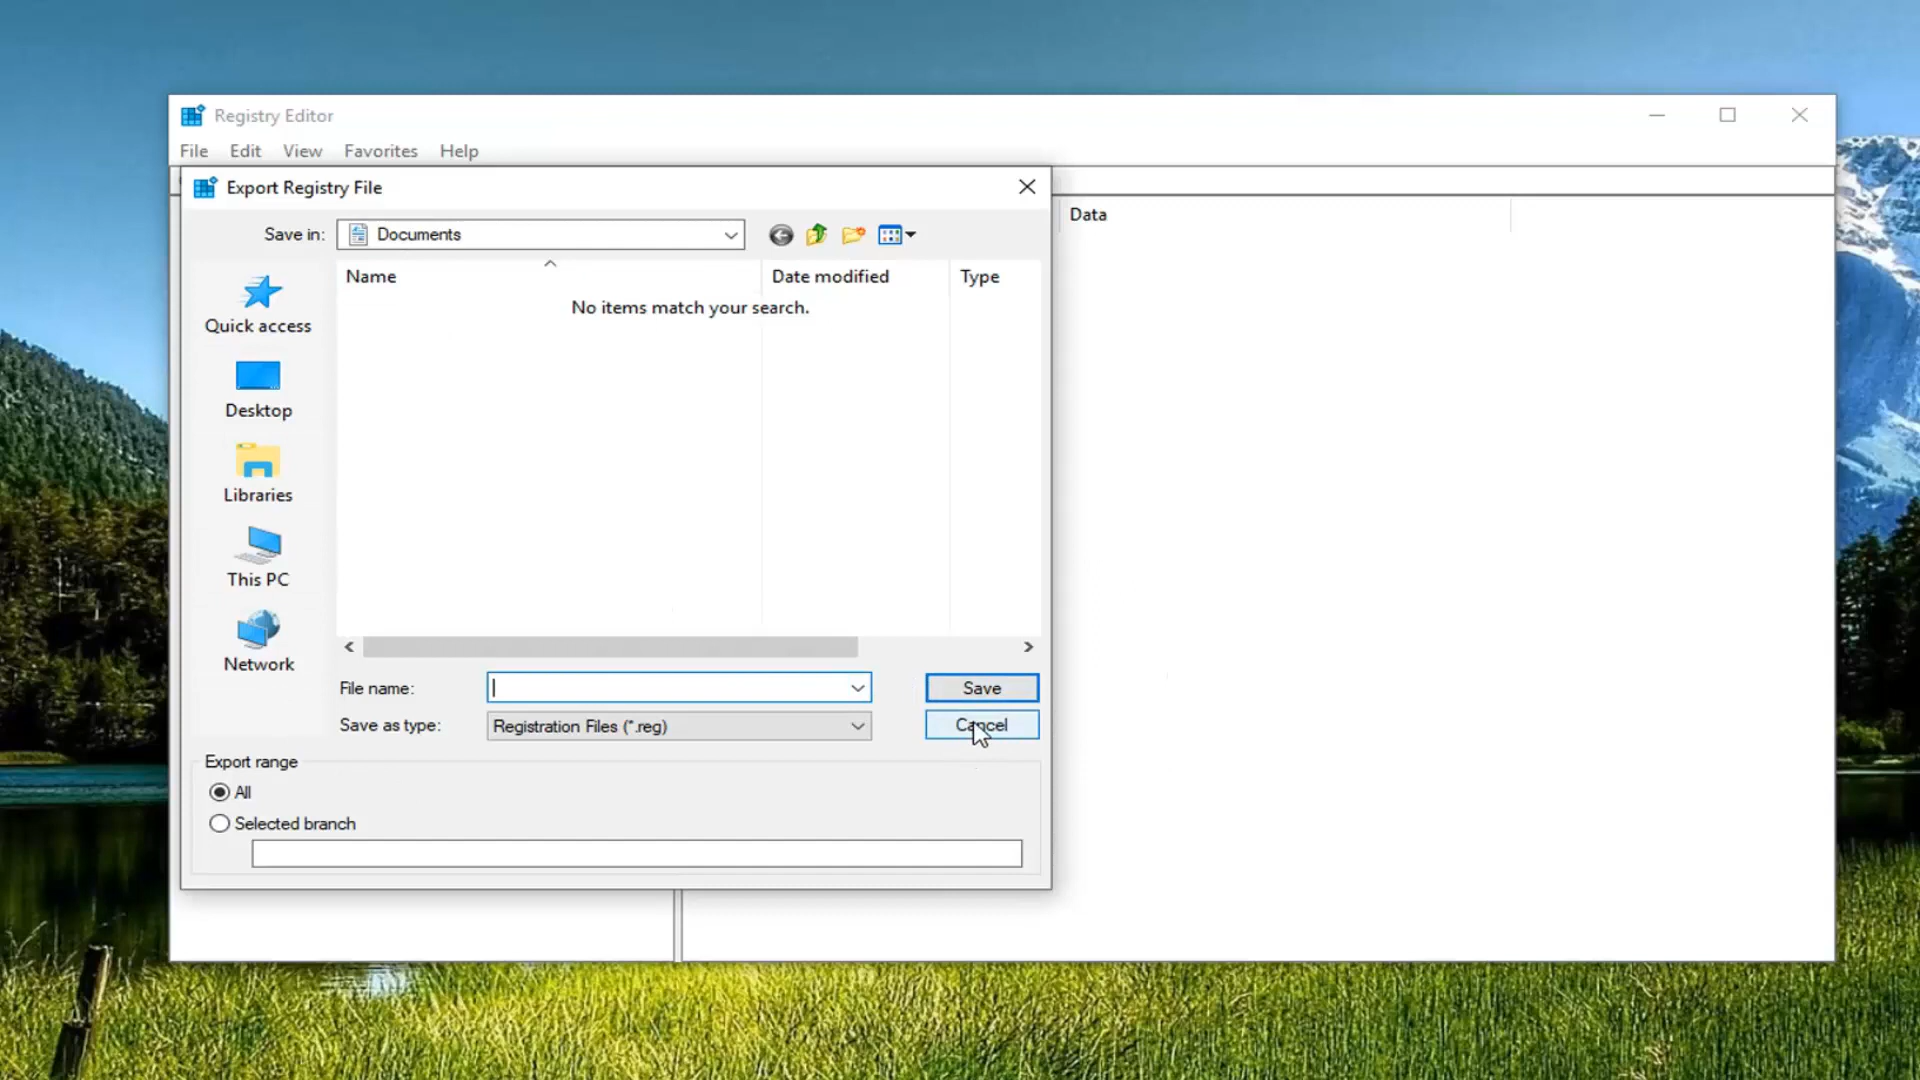 Registry Editor
File Edit View Favorites Help
Export Registry File
Data
Save in: Documents
Name Date modified Type
No items match your search.
Quick access
Desktop
Libraries
This PC
Network
File name: Save
Save as type: Registration Files (*.reg) Cancel
Export range
All
Selected branch